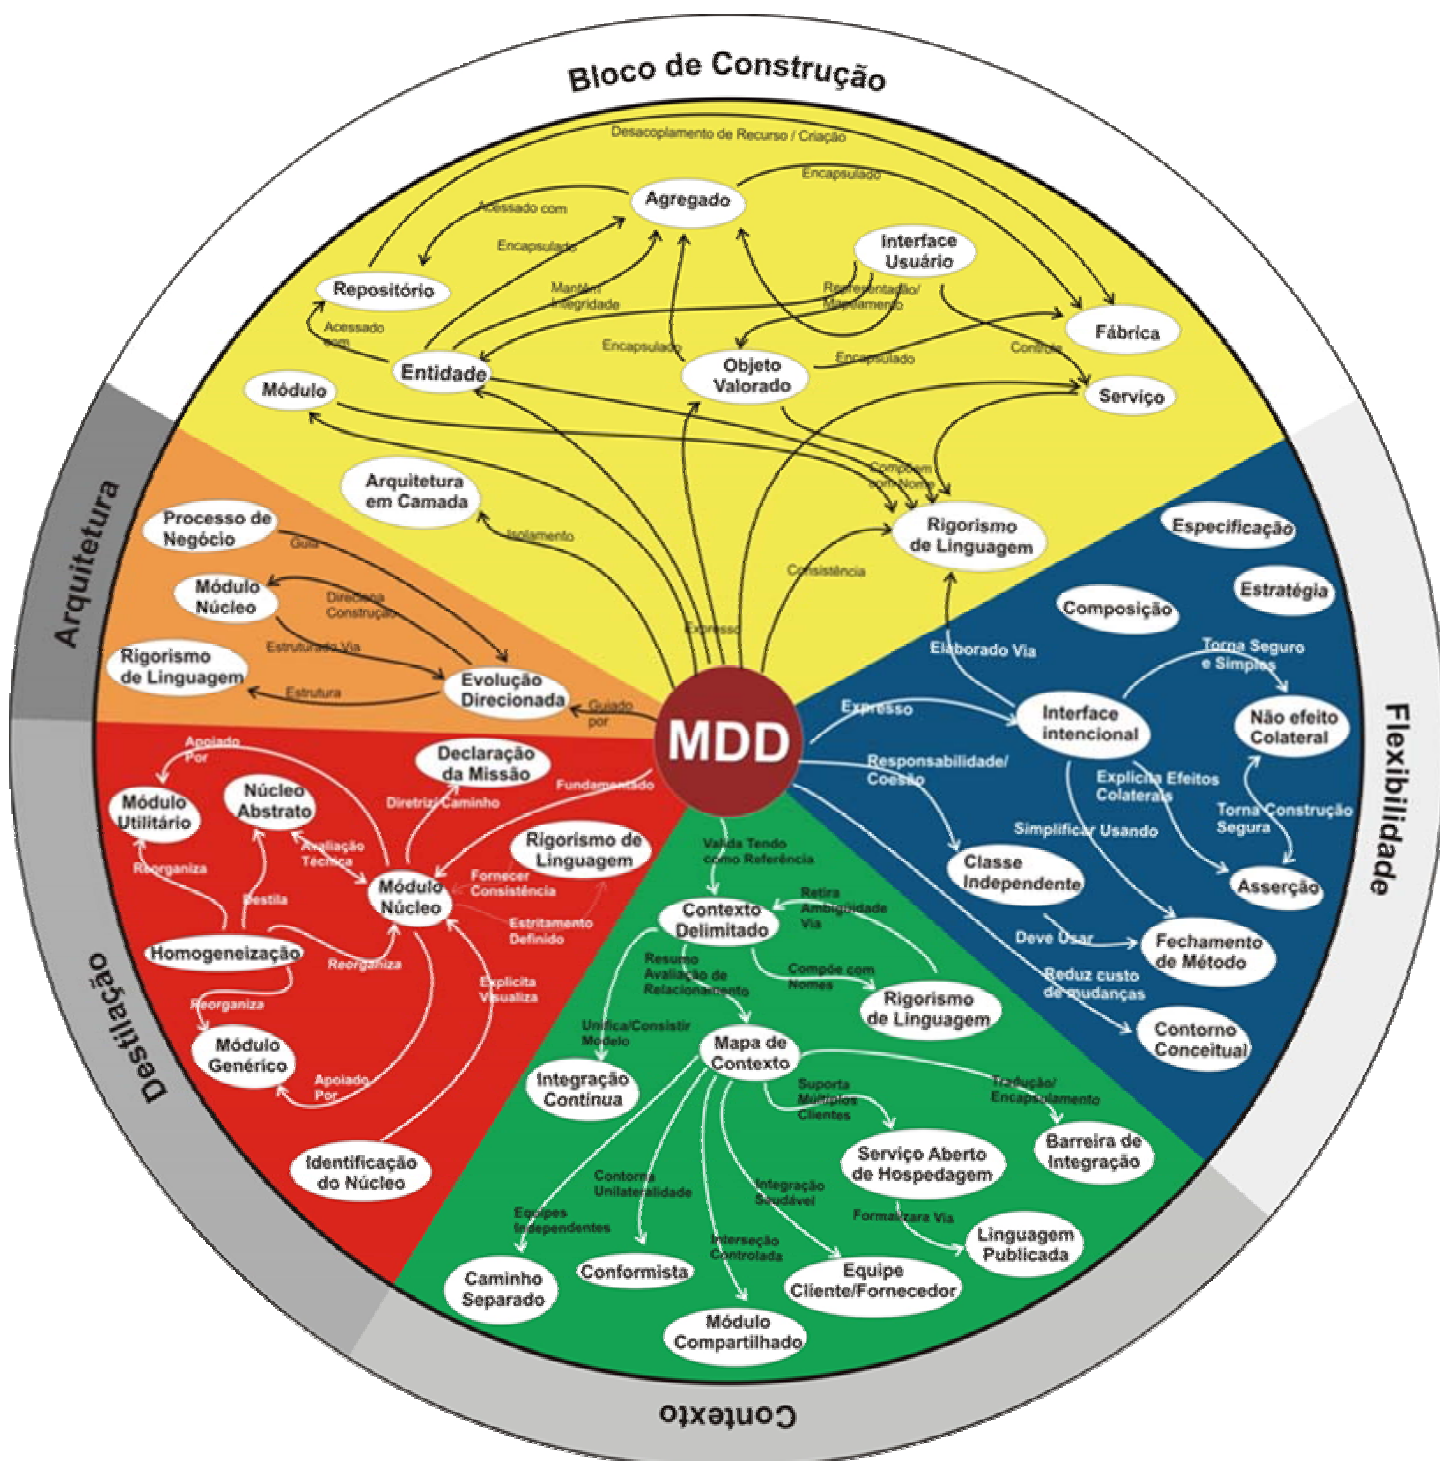 Bloco de Construção
Desacoplamento de Recurso / Criação
Encapsulado
Agregado
Acessado com
Encapsulado
Interface
Usuário
Repositório
Mantém
Integridade
Representação/
Mapeamento
Acessado
com
Fábrica
Encapsulado
Encapsulado
Controle
Entidade
Objeto
Valorado
Módulo
Serviço
Arquitetura
em Camada
Compõem
com Nome
Isolamento
Rigorismo
de Linguagem
Consistência
Expresso
Arquitetura
Processo de
Negócio
Guia
Módulo
Núcleo
Direciona
Construção
Estruturado Via
Rigorismo
de Linguagem
Estrutura
Evolução
Direcionada
Guiado
por
MDD
Flexibilidade
Especificação
Estratégia
Composição
Elaborado Via
Torna Seguro
e Simples
Expresso
Interface
intencional
Não efeito
Colateral
Responsabilidade/
Coesão
Explicita Efeitos
Colaterais
Torna Construção
Segura
Simplificar Usando
Classe
Independente
Asserção
Deve Usar
Fechamento
de Método
Reduz custo
de mudanças
Contorno
Conceitual
Destilação
Apoiado
Por
Declaração
da Missão
Fundamentado
Módulo
Utilitário
Núcleo
Abstrato
Diretriz/Caminho
Rigorismo de
Linguagem
Avaliação
Técnica
Reorganiza
Módulo
Núcleo
Fornecer
Consistência
Destila
Estritamento
Definido
Homogeneização
Reorganiza
Explicita
Visualiza
Reorganiza
Módulo
Genérico
Apoiado
Por
Identificação
do Núcleo
Contexto
Valida Tendo
como Referência
Contexto
Delimitado
Retira
Ambigüidade
Via
Resumo
Avaliação de
Relacionamento
Compõe com
Nomes
Rigorismo
de Linguagem
Unifica/Consistir
Modelo
Mapa de
Contexto
Integração
Contínua
Suporta
Múltiplos
Clientes
Tradução/
Encapsulamento
Serviço Aberto
de Hospedagem
Barreira de
Integração
Contorna
Unilateralidade
Integração
Saudável
Equipes
Independentes
Formalizara Via
Interseção
Controlada
Linguagem
Publicada
Caminho
Separado
Conformista
Equipe
Cliente/Fornecedor
Módulo
Compartilhado